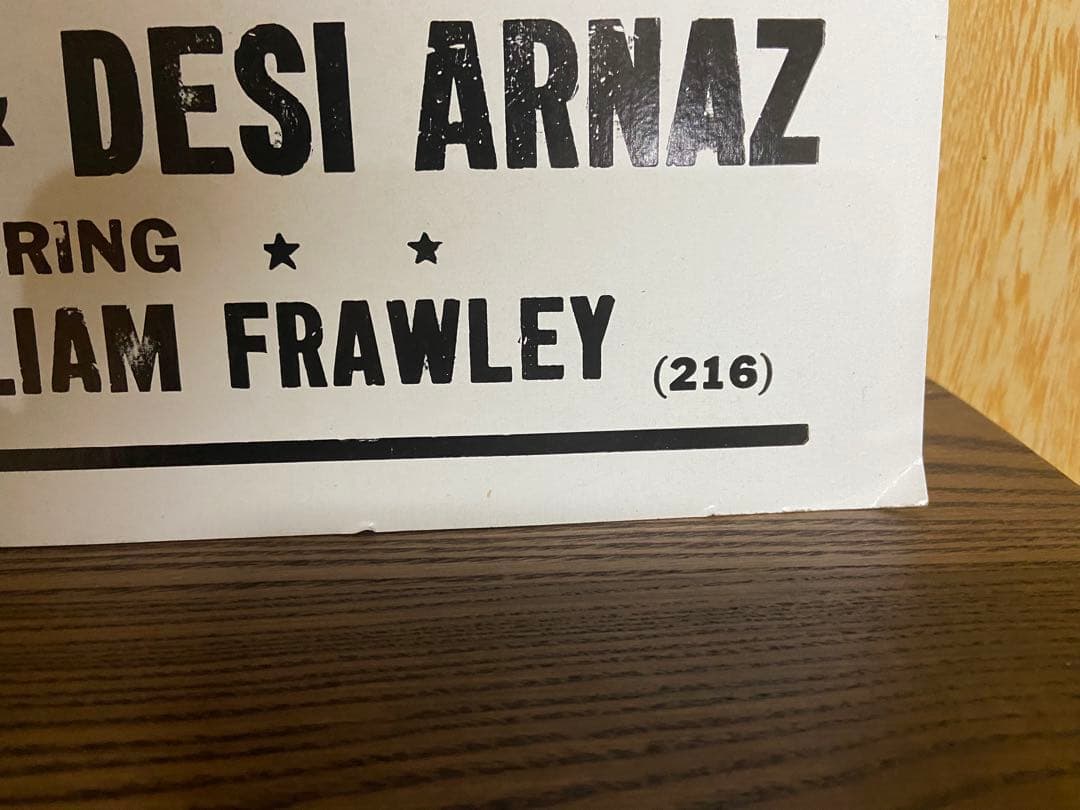 & DESI ARNAZ
RING ★ ★
LIAM FRAWLEY (216)